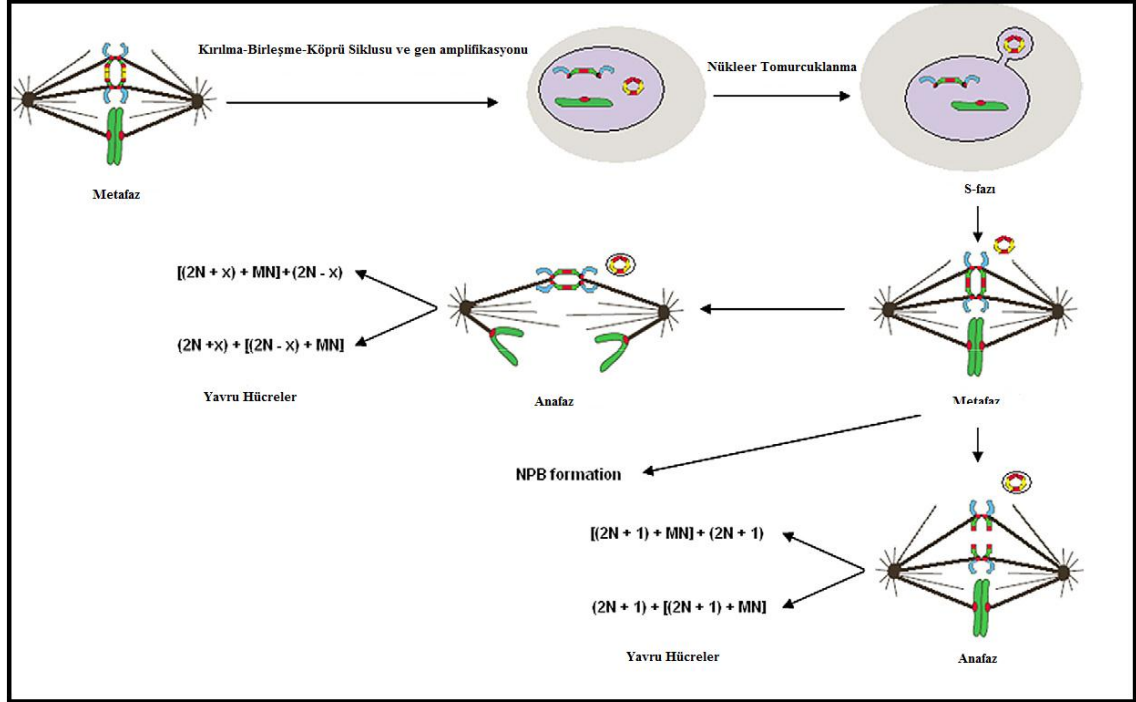 Kırılma-Birleşme-Köprü Siklusu ve gen amplifikasyonu
Nükleer Tomurcuklanma
Metafaz
S-fazı
[(2N + x) + MN]+(2N - x)
(2N +x) + [(2N - x) + MN]
Yavru Hücreler
Anafaz
Metafaz
NPB formation
[(2N + 1) + MN] + (2N + 1)
(2N + 1) + [(2N + 1) + MN]
Yavru Hücreler
Anafaz